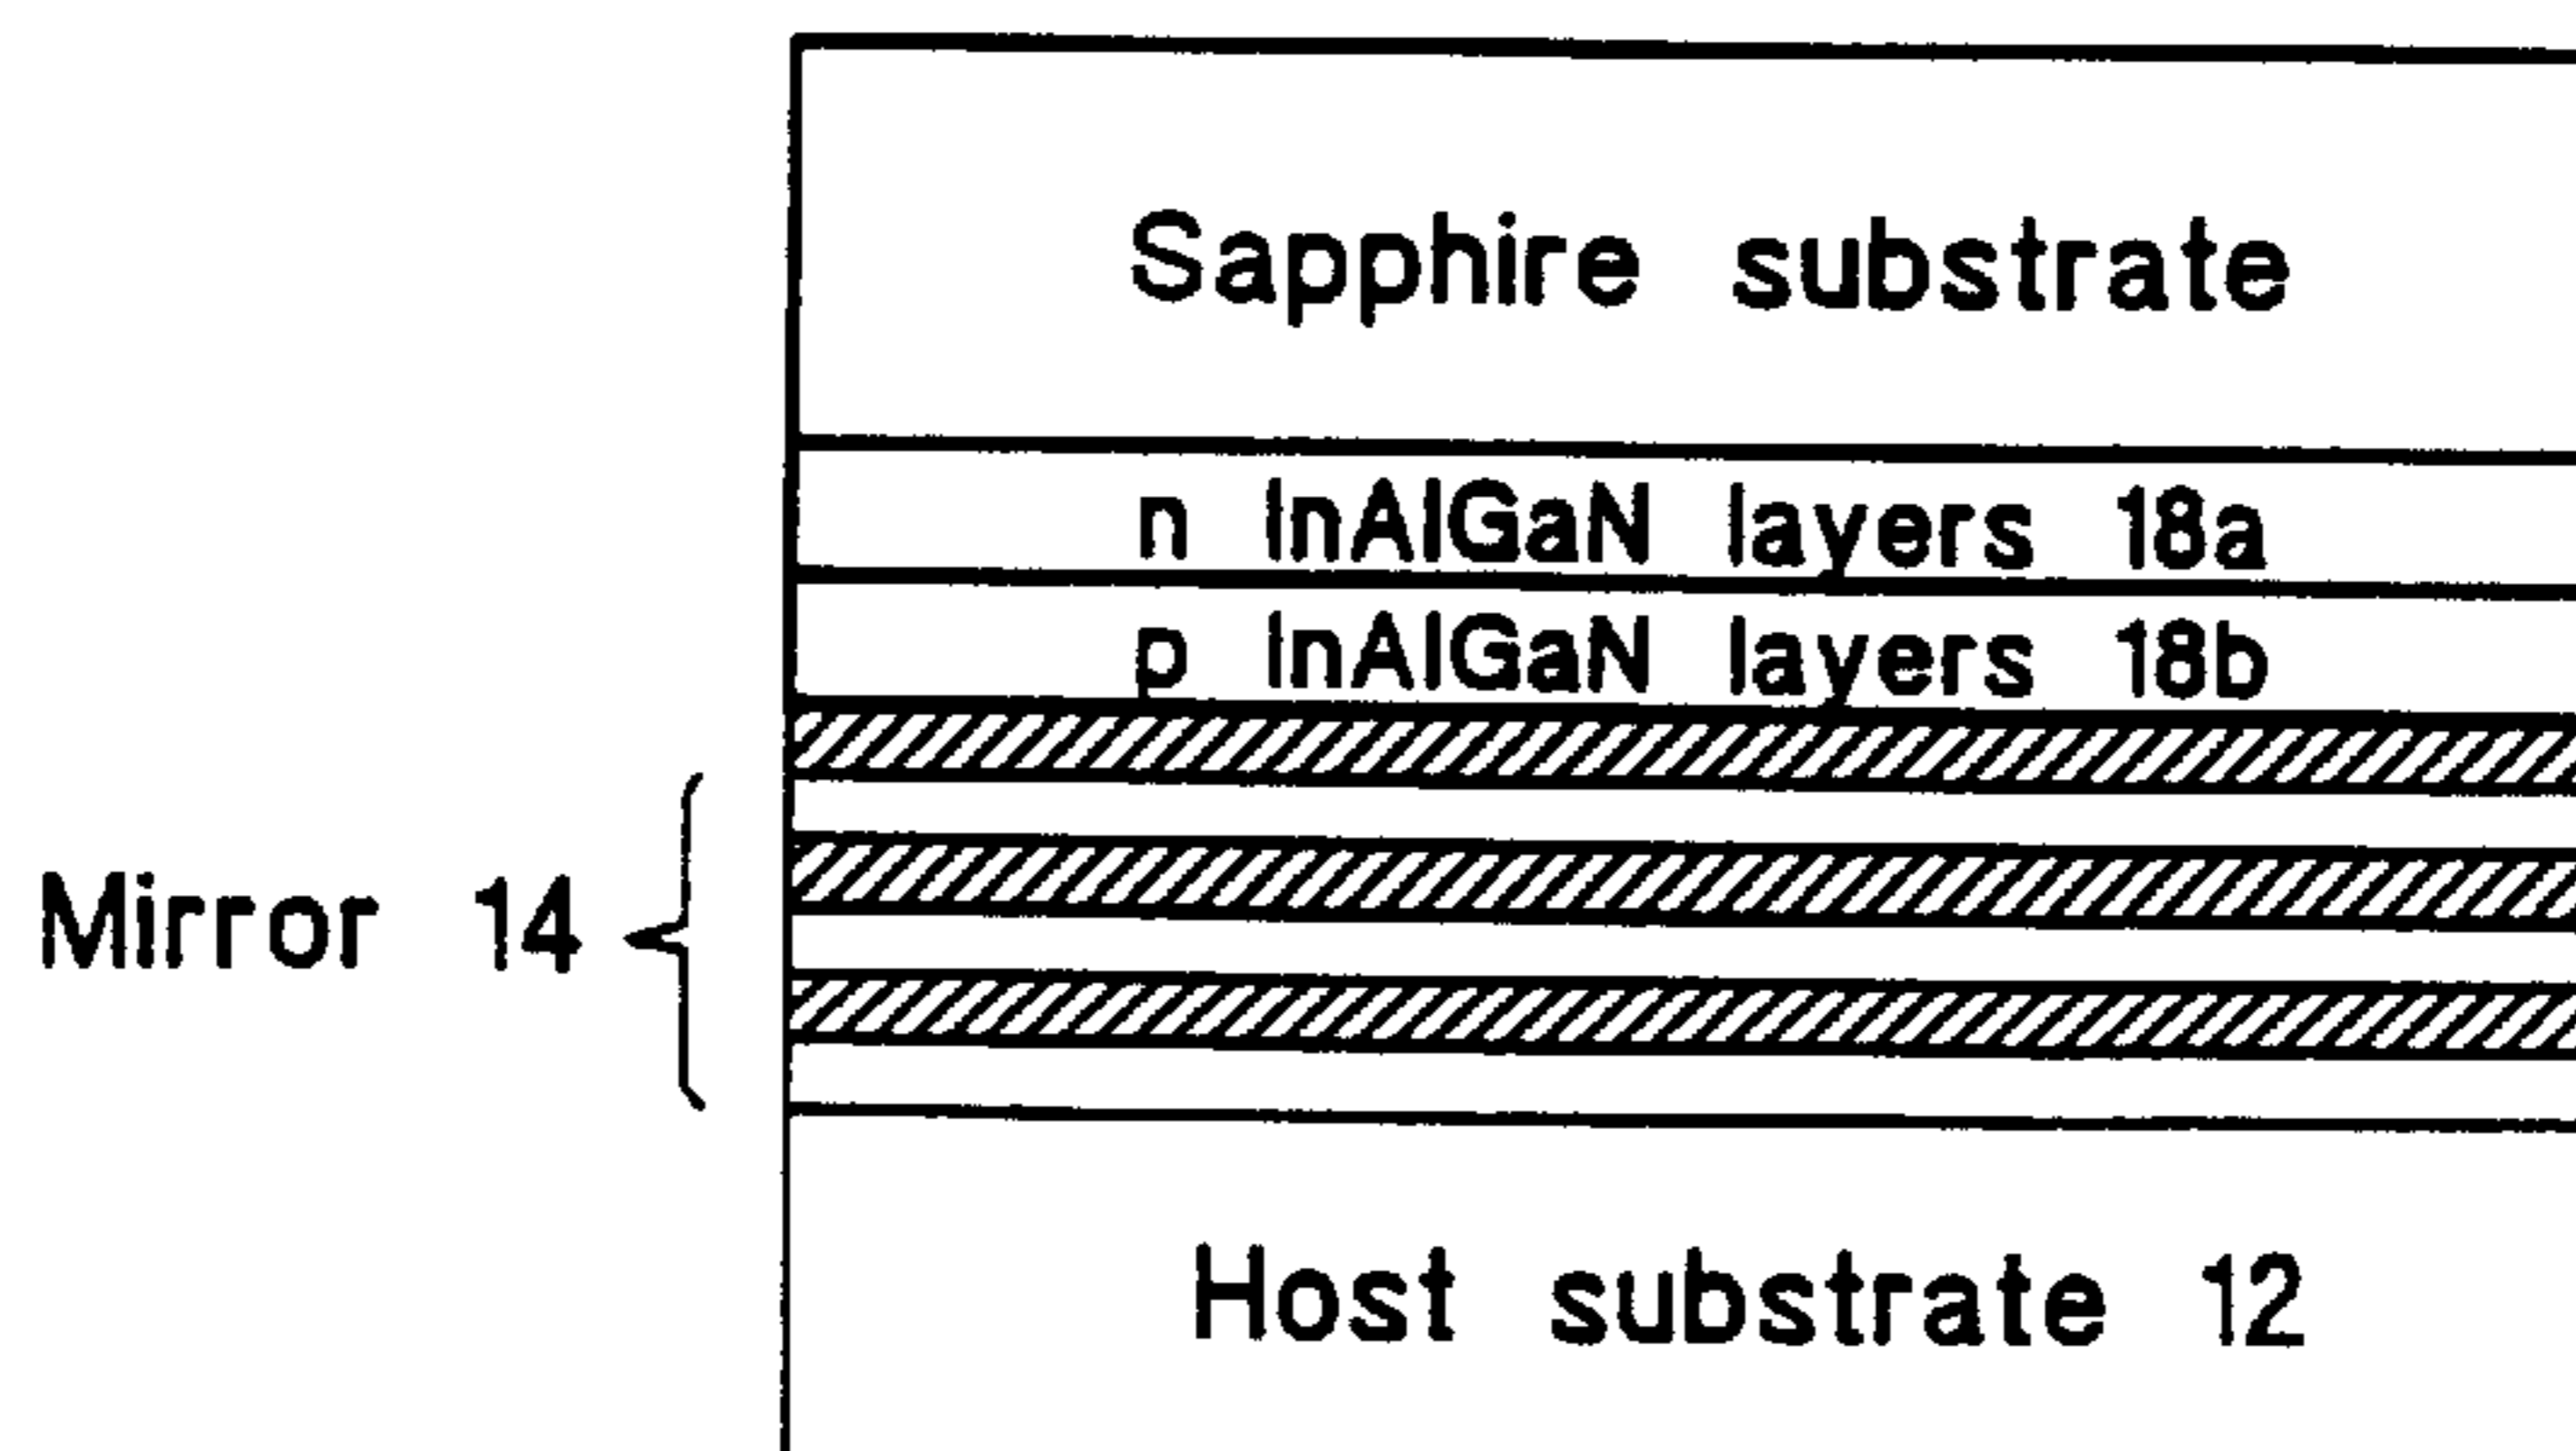 Sapphire substrate
n InAlGaN layers 18a
p InAlGaN layers 18b
Mirror 14
Host substrate 12